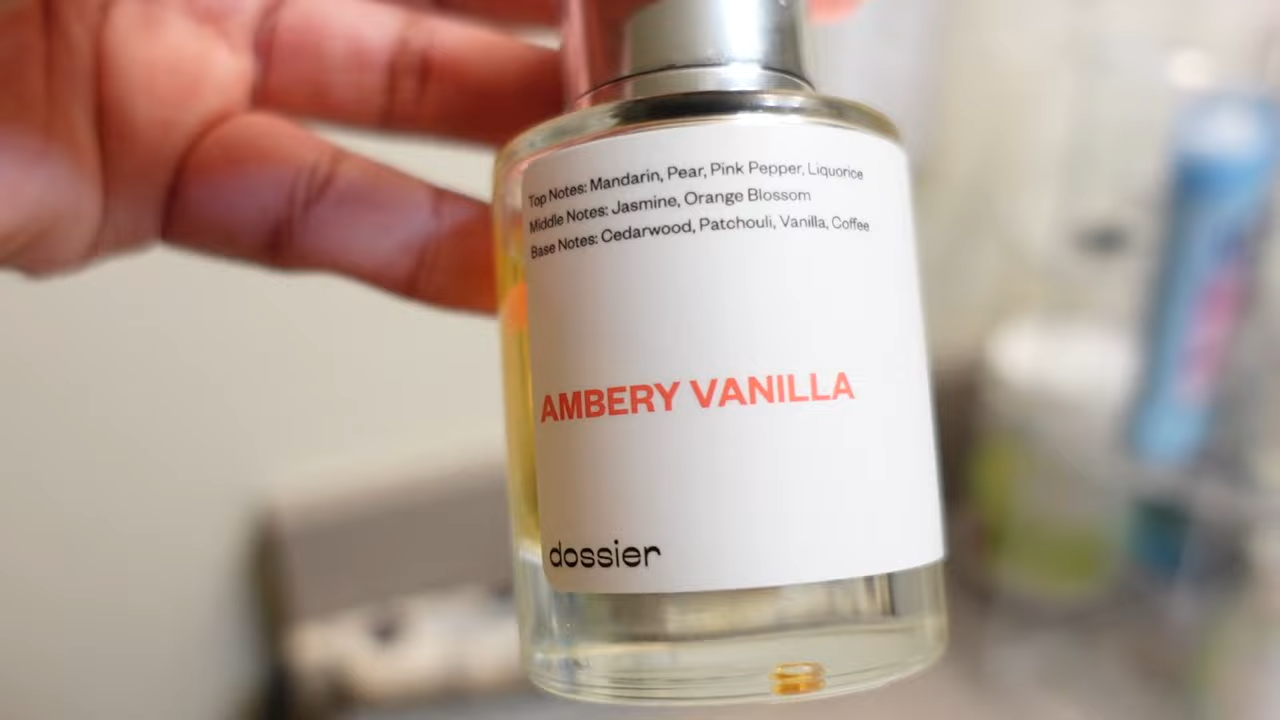 Top Notes: Mandarin, Pear, Pink Pepper, Liquorice
Middle Notes: Jasmine, Orange Blossom
Base Notes: Cedarwood, Patchouli, Vanilla, Coffee
AMBERY VANILLA
dossier